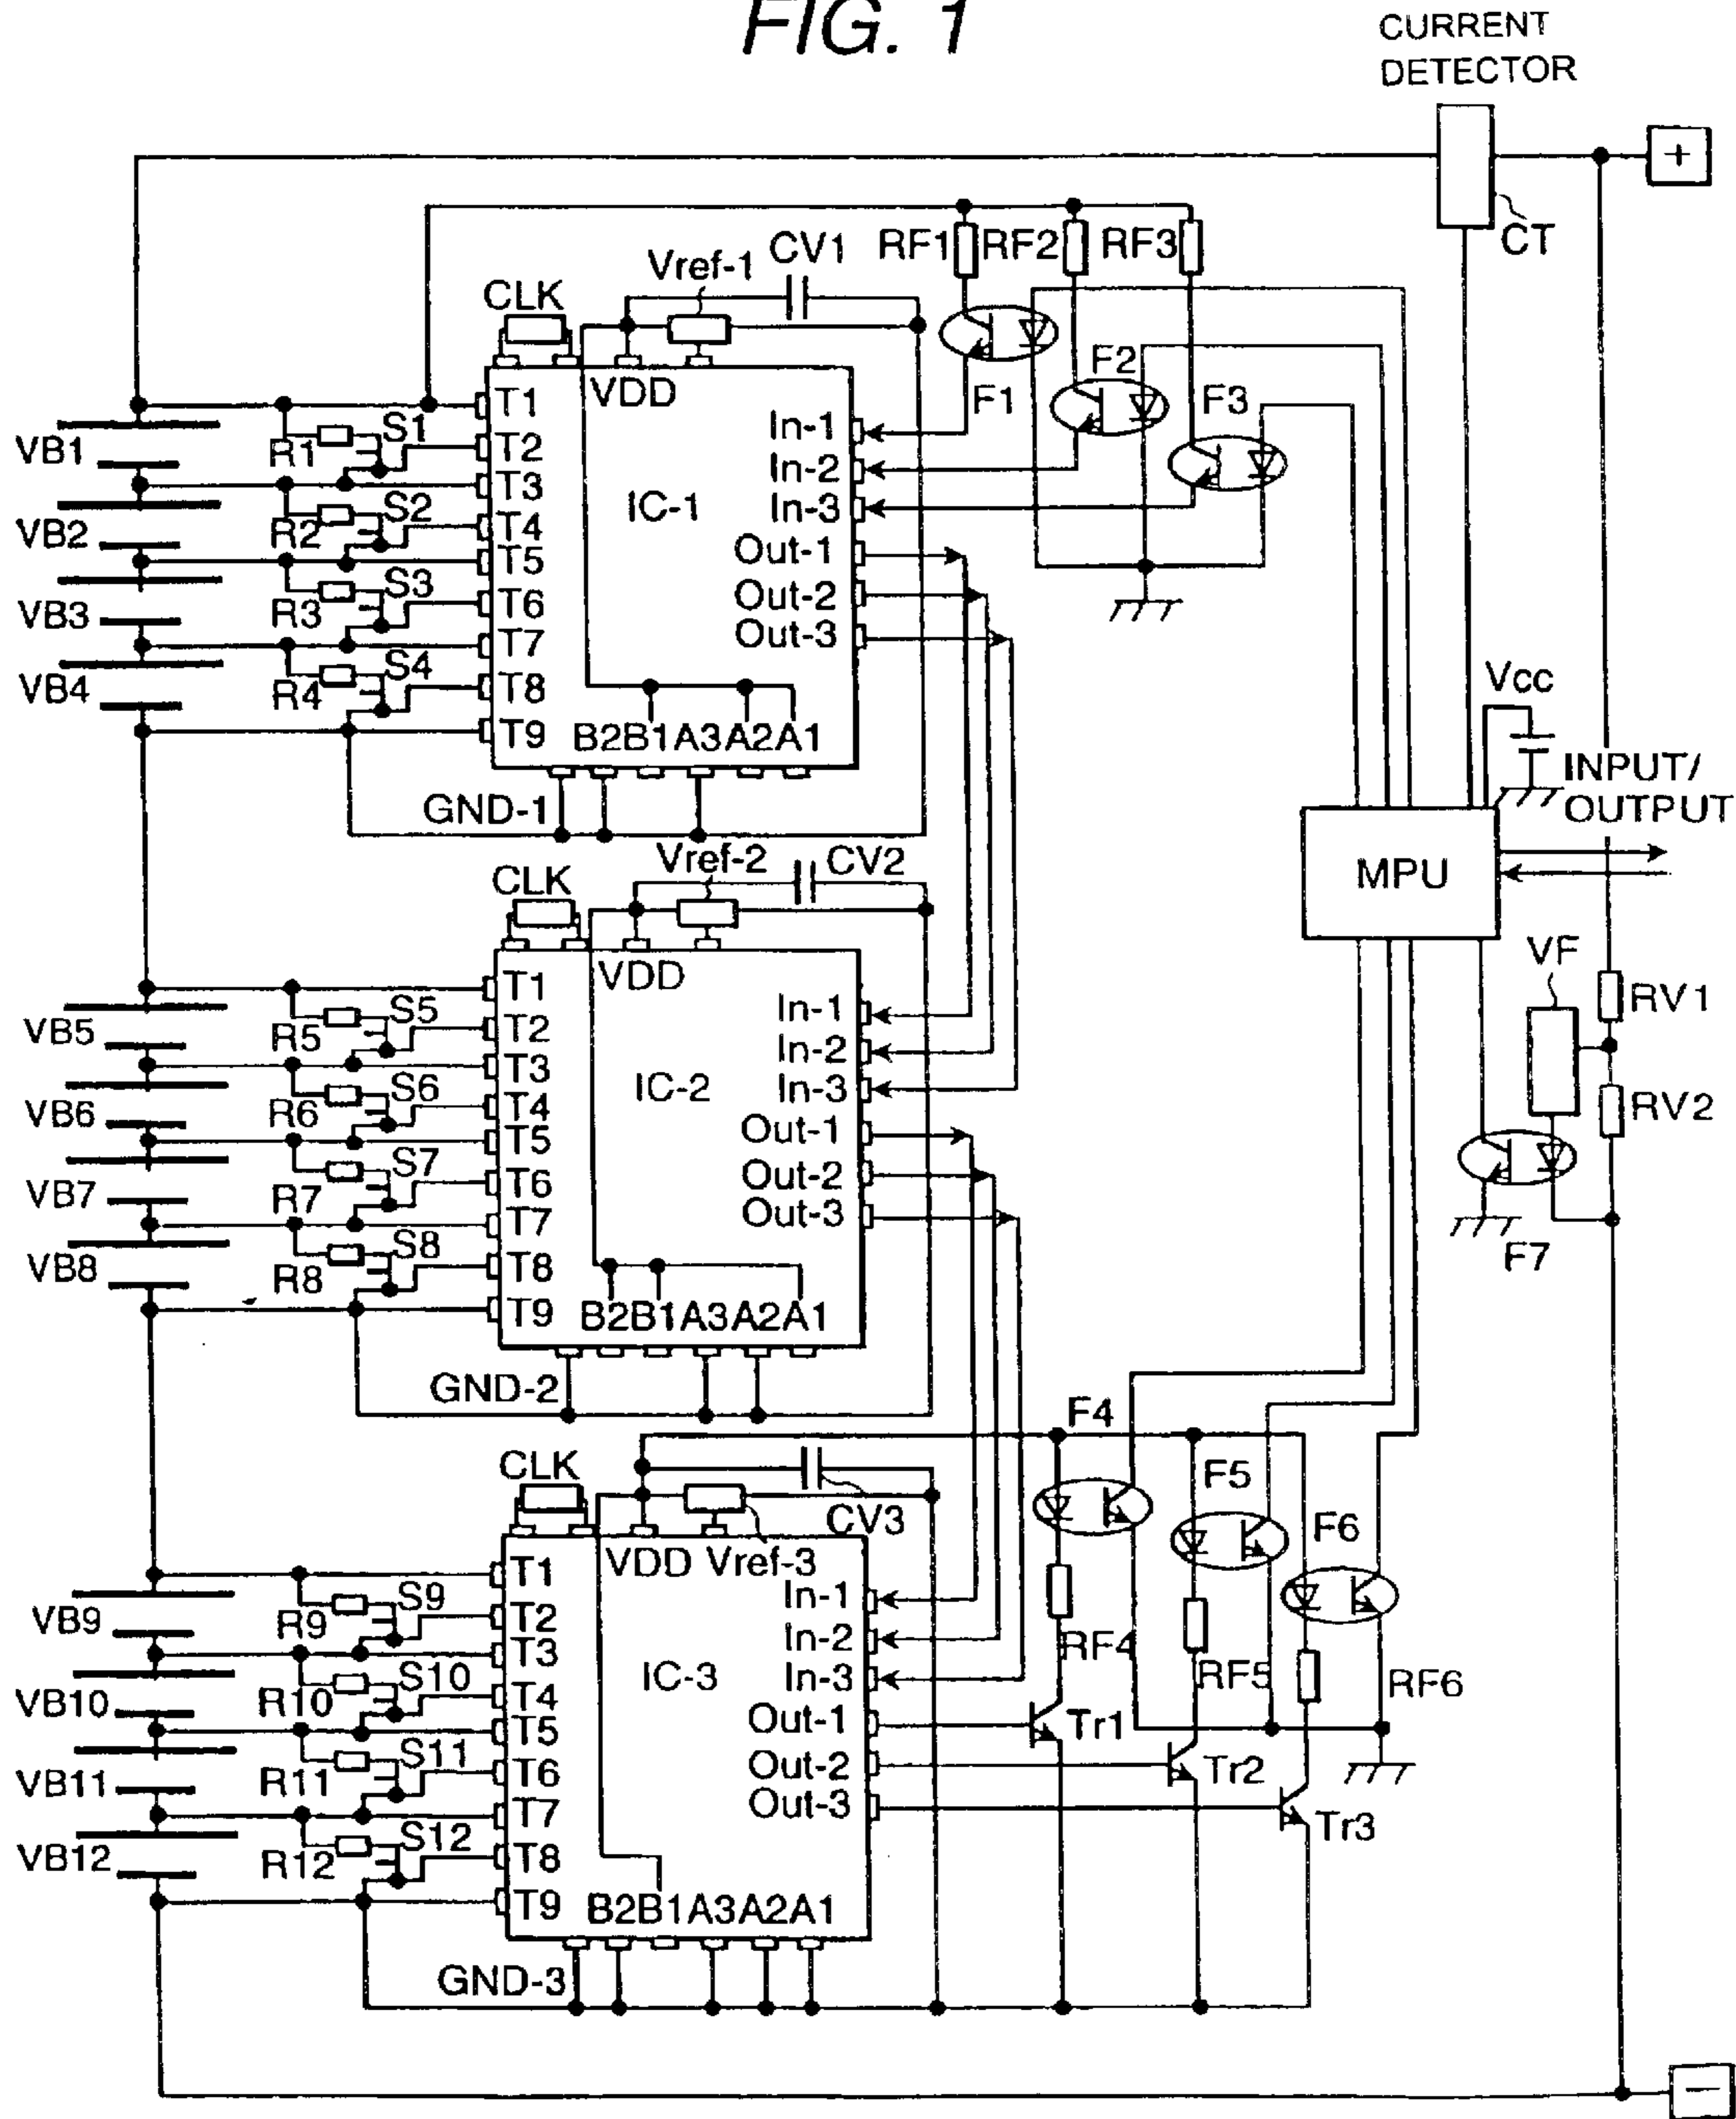 FIG. 1
CURRENT
DETECTOR
+
CT
RF1 RF2 RF3
CV1
Vref-1
CLK
VDD
F1
F2
F3
VB1
VB2
VB3
VB4
R1
S1
R2
S2
R3
S3
R4
S4
T1
T2
T3
T4
T5
T6
T7
T8
T9
IC-1
In-1
In-2
In-3
Out-1
Out-2
Out-3
B2B1A3A2A1
GND-1
Vcc
INPUT/
OUTPUT
MPU
Vref-2
CV2
CLK
VDD
VB5
VB6
VB7
VB8
R5
S5
R6
S6
R7
S7
R8
S8
T1
T2
T3
T4
T5
T6
T7
T8
T9
IC-2
In-1
In-2
In-3
Out-1
Out-2
Out-3
B2B1A3A2A1
GND-2
VF
RV1
RV2
F7
CLK
CV3
VDD Vref-3
F4
F5
F6
VB9
VB10
VB11
VB12
R9
S9
R10
S10
R11
S11
R12
S12
T1
T2
T3
T4
T5
T6
T7
T8
T9
IC-3
In-1
In-2
In-3
Out-1
Out-2
Out-3
B2B1A3A2A1
GND-3
RF4
RF5
RF6
Tr1
Tr2
Tr3
−